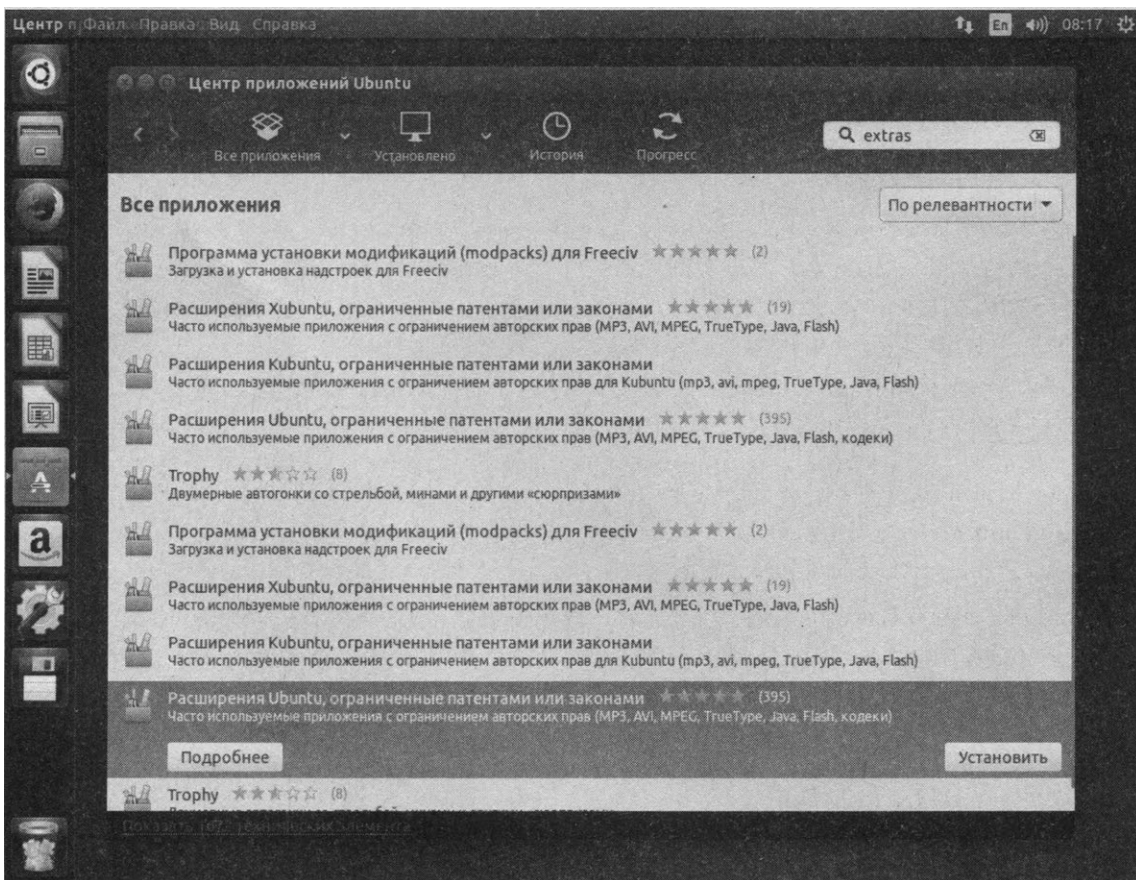 Центр п Файл Правка Вид Справка En 08:17
Центр приложений Ubuntu
Все приложения Установлено История Прогресс extras
Все приложения По релевантности
Программа установки модификаций (modpacks) для Freeciv (2)
Загрузка и установка надстроек для Freeciv
Расширения Xubuntu, ограниченные патентами или законами (19)
Часто используемые приложения с ограничением авторских прав (MP3, AVI, MPEG, TrueType, Java, Flash)
Расширения Kubuntu, ограниченные патентами или законами
Часто используемые приложения с ограничением авторских прав для Kubuntu (mp3, avi, mpeg, TrueType, Java, Flash)
Расширения Ubuntu, ограниченные патентами или законами (395)
Часто используемые приложения с ограничением авторских прав (MP3, AVI, MPEG, TrueType, Java, Flash, кодеки)
Trophy (8)
Двумерные автогонки со стрельбой, минами и другими «сюрпризами»
Программа установки модификаций (modpacks) для Freeciv (2)
Загрузка и установка надстроек для Freeciv
Расширения Xubuntu, ограниченные патентами или законами (19)
Часто используемые приложения с ограничением авторских прав (MP3, AVI, MPEG, TrueType, Java, Flash)
Расширения Kubuntu, ограниченные патентами или законами
Часто используемые приложения с ограничением авторских прав для Kubuntu (mp3, avi, mpeg, TrueType, Java, Flash)
Расширения Ubuntu, ограниченные патентами или законами (395)
Часто используемые приложения с ограничением авторских прав (MP3, AVI, MPEG, TrueType, Java, Flash, кодеки)
Подробнее Установить
Trophy (8)
Показать технических элемента